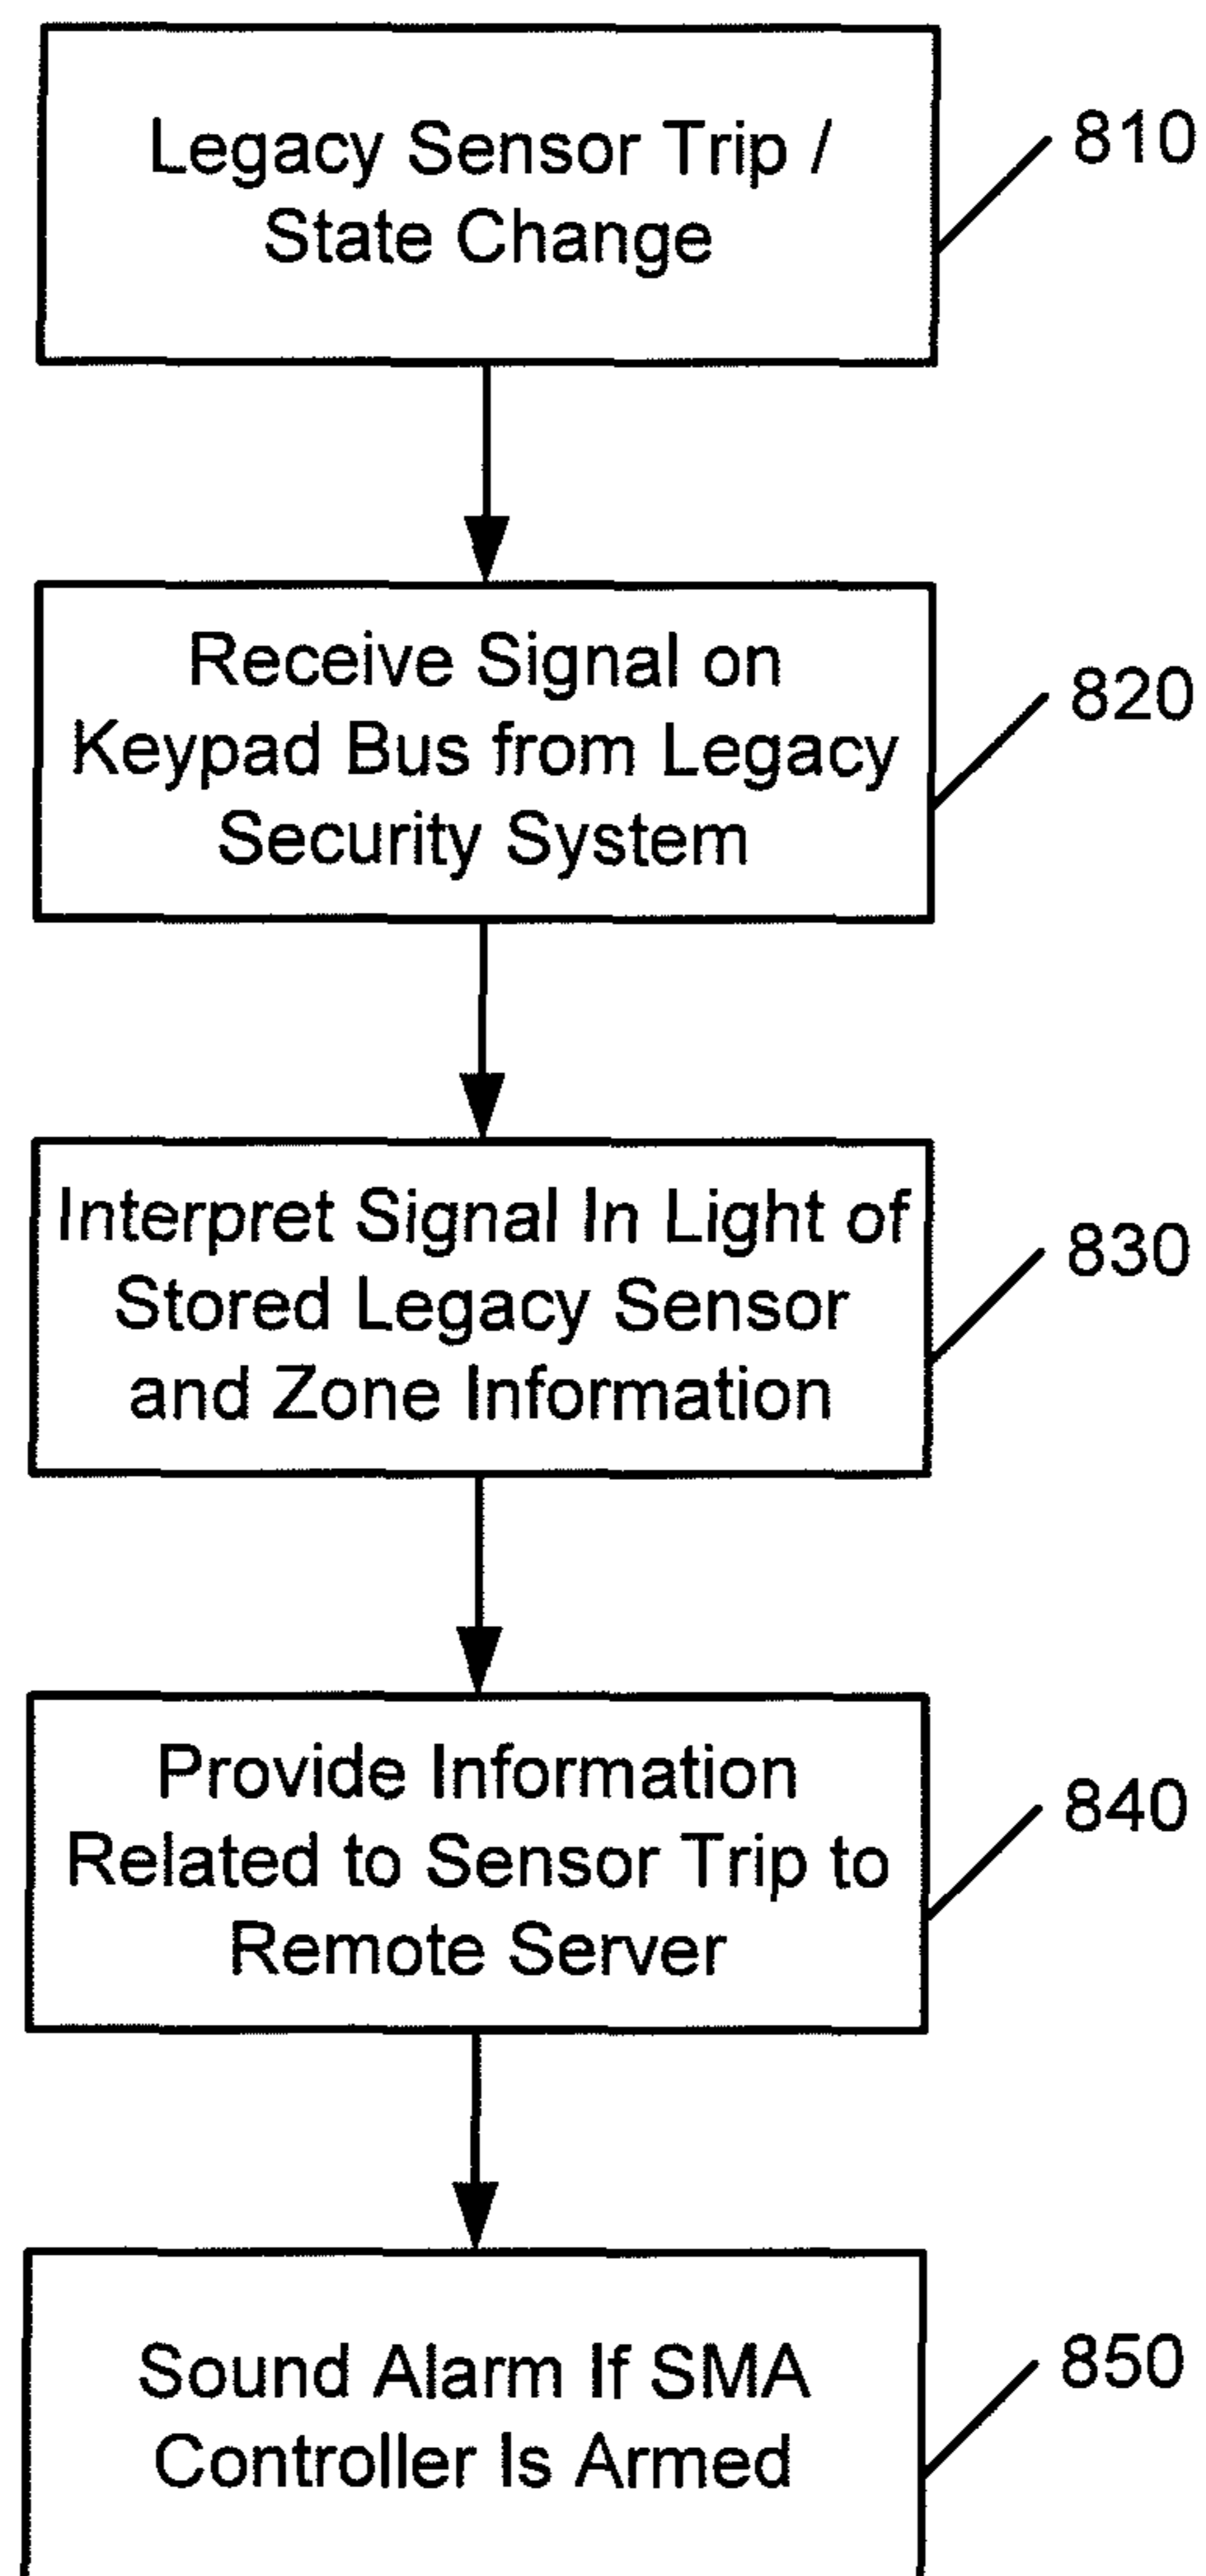 Legacy Sensor Trip /
State Change
810
Receive Signal on
Keypad Bus from Legacy
Security System
820
Interpret Signal In Light of
Stored Legacy Sensor
and Zone Information
830
Provide Information
Related to Sensor Trip to
Remote Server
840
Sound Alarm If SMA
Controller Is Armed
850